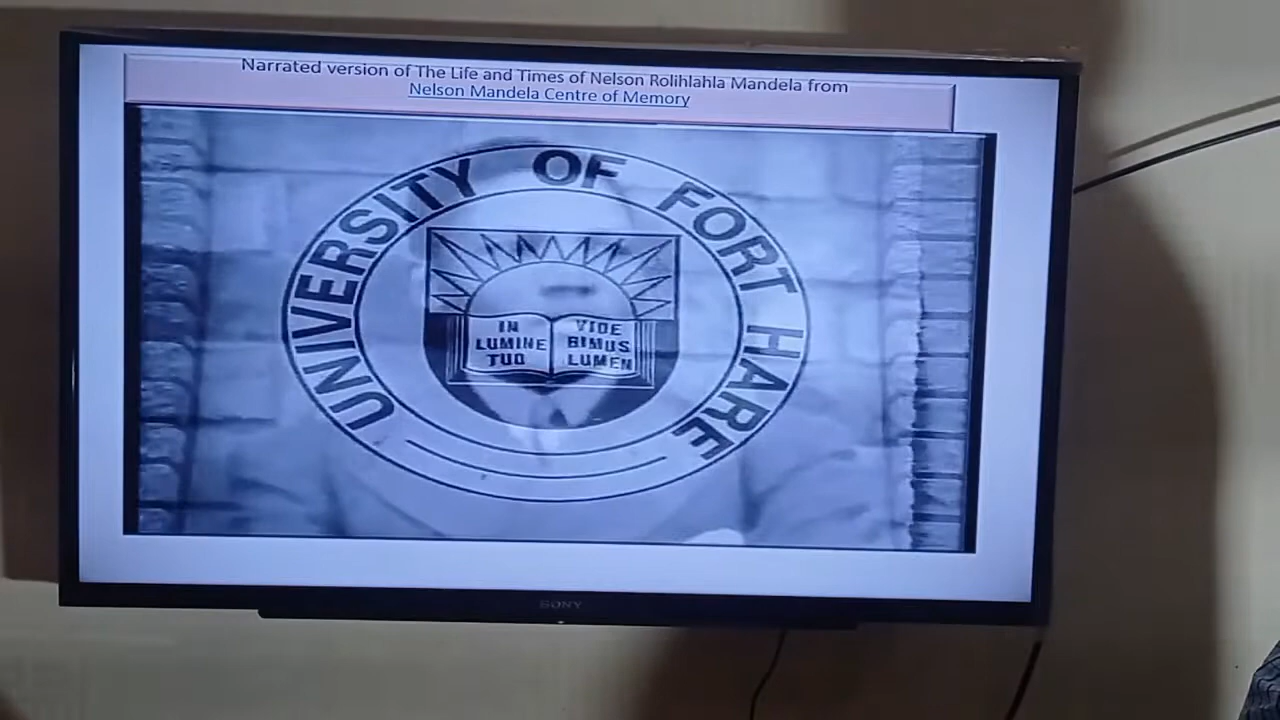 Narrated version of The Life and Times of Nelson Rolihlahla Mandela from
Nelson Mandela Centre of Memory
UNIVERSITY OF FORT HARE
IN
LUMINE
TUO
VIDE
BIMUS
LUMEN
SONY